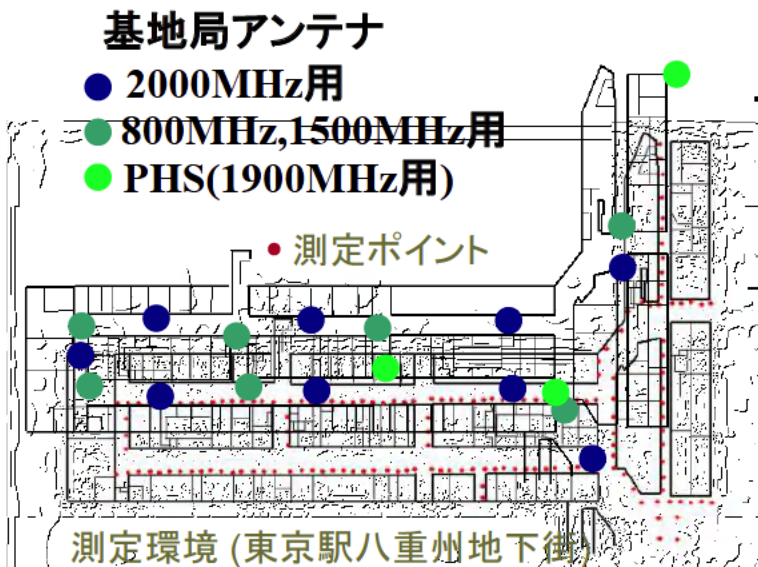 基地局アンテナ
2000MHz用
800MHz,1500MHz用
PHS(1900MHz用)
測定ポイント
測定環境 (東京駅八重州地下街)